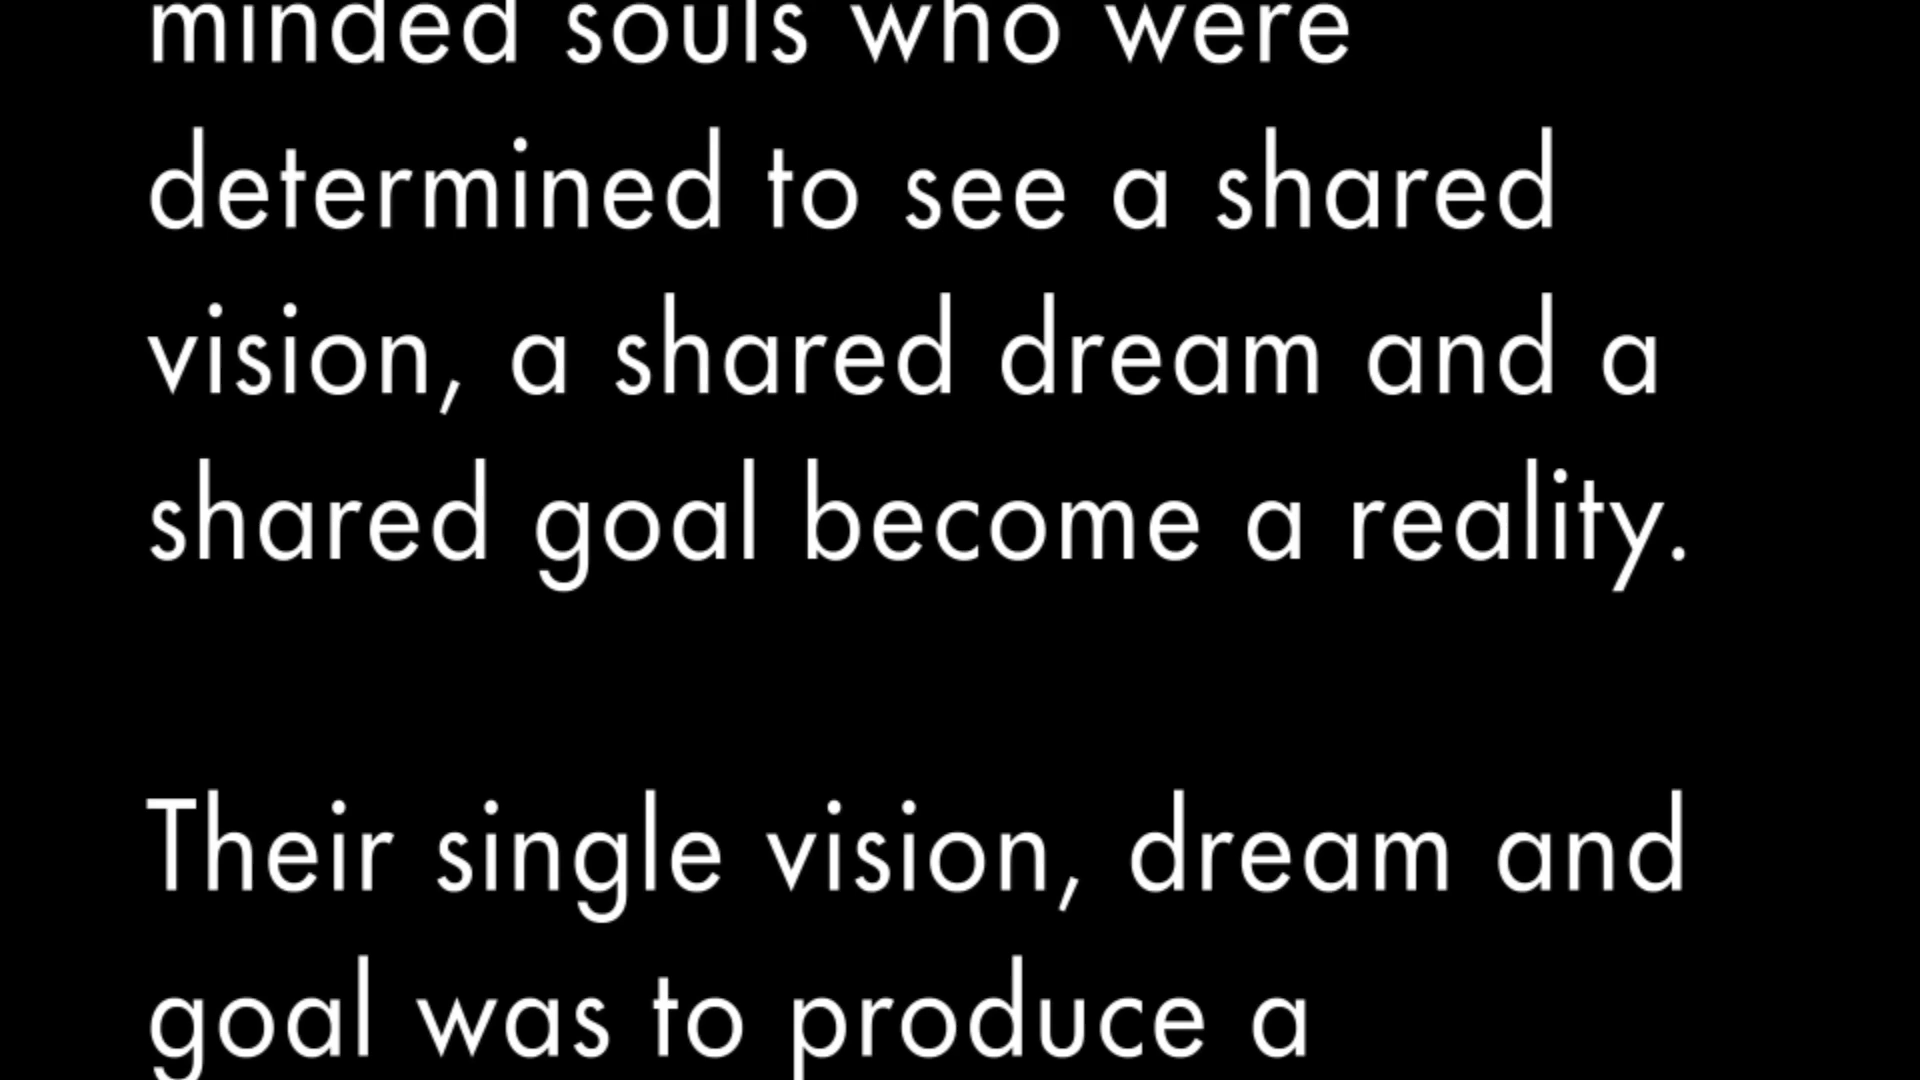 minded souls who were
determined to see a shared
vision, a shared dream and a
shared goal become a reality.
Their single vision, dream and
goal was to produce a